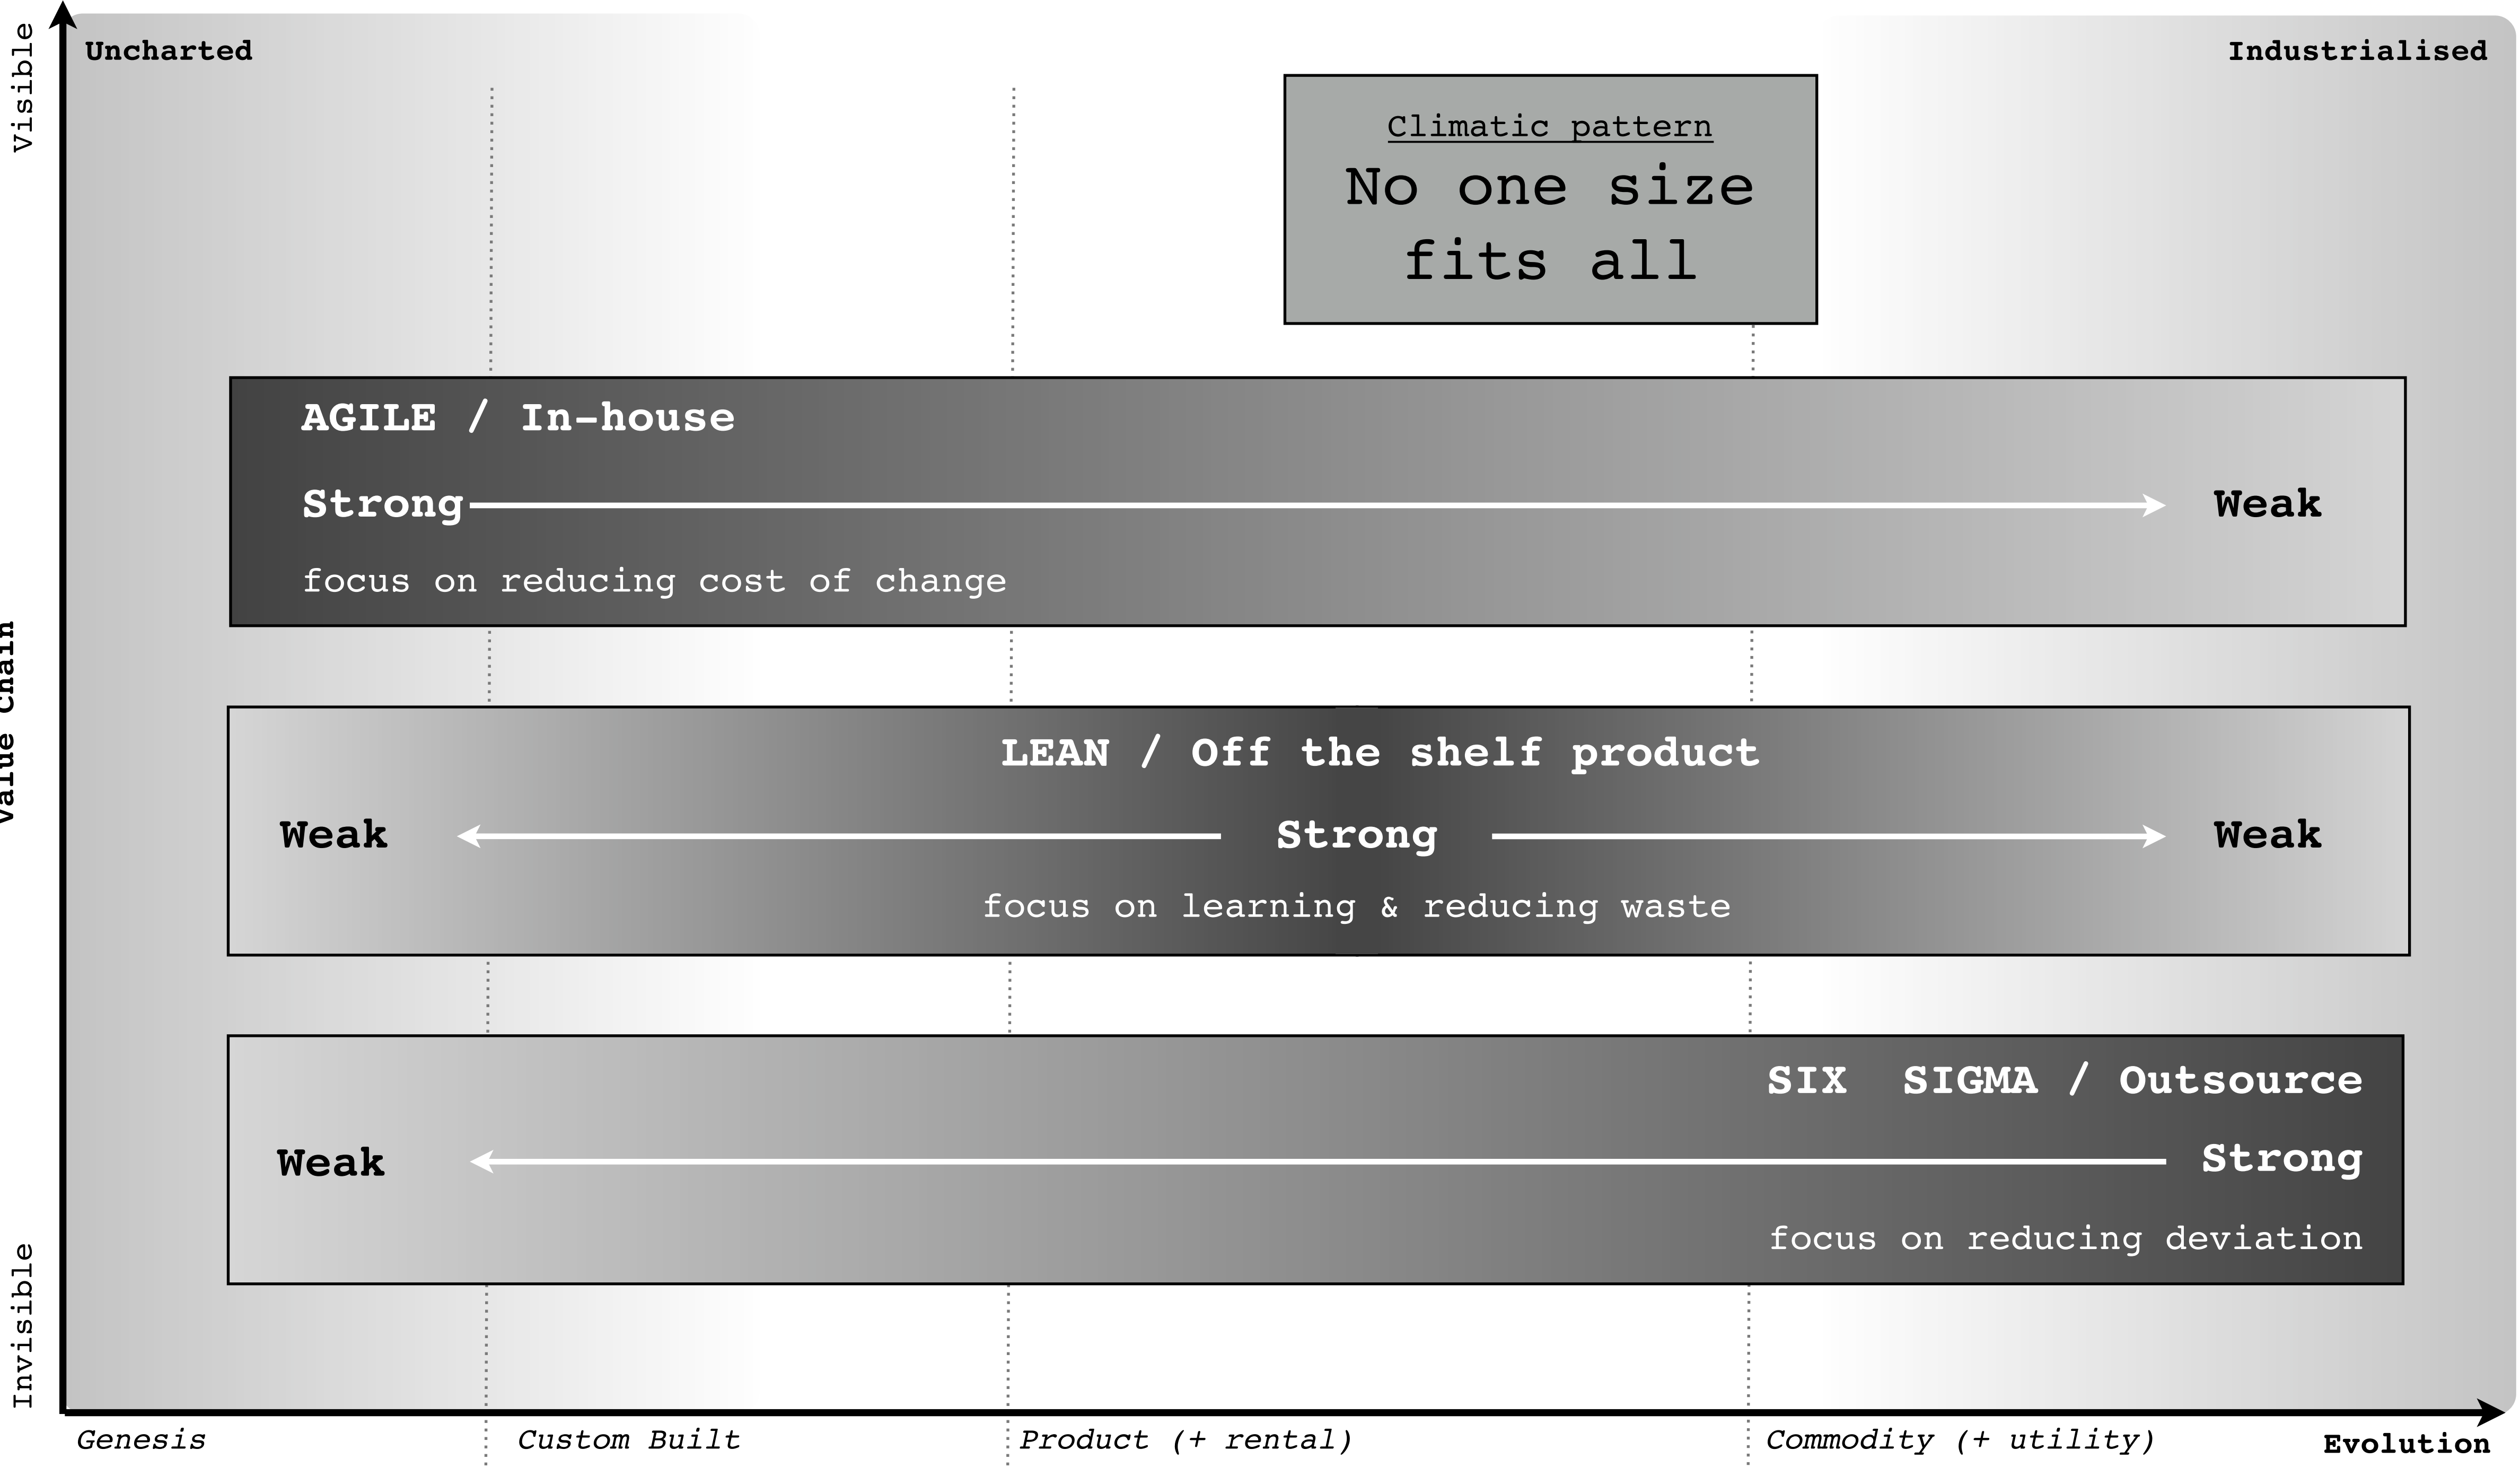 Visible
Uncharted
Industrialised
Climatic pattern
No one size
fits all
AGILE / In-house
Strong
Weak
focus on reducing cost of change
Value Chain
LEAN / Off the shelf product
Weak
Strong
Weak
focus on learning & reducing waste
SIX SIGMA / Outsource
Weak
Strong
focus on reducing deviation
Invisible
Genesis
Custom Built
Product (+ rental)
Commodity (+ utility)
Evolution